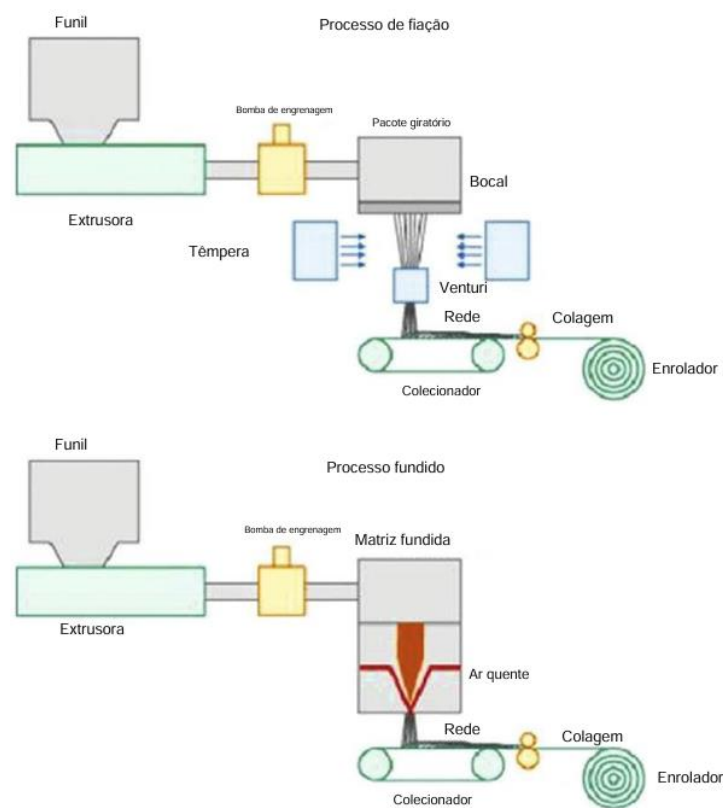 Funil
Processo de fiação
Bomba de engrenagem
Pacote giratório
Bocal
Extrusora
Têmpera
Venturi
Rede
Colagem
Enrolador
Colecionador
Funil
Processo fundido
Bomba de engrenagem
Matriz fundida
Extrusora
Ar quente
Rede
Colagem
Enrolador
Colecionador